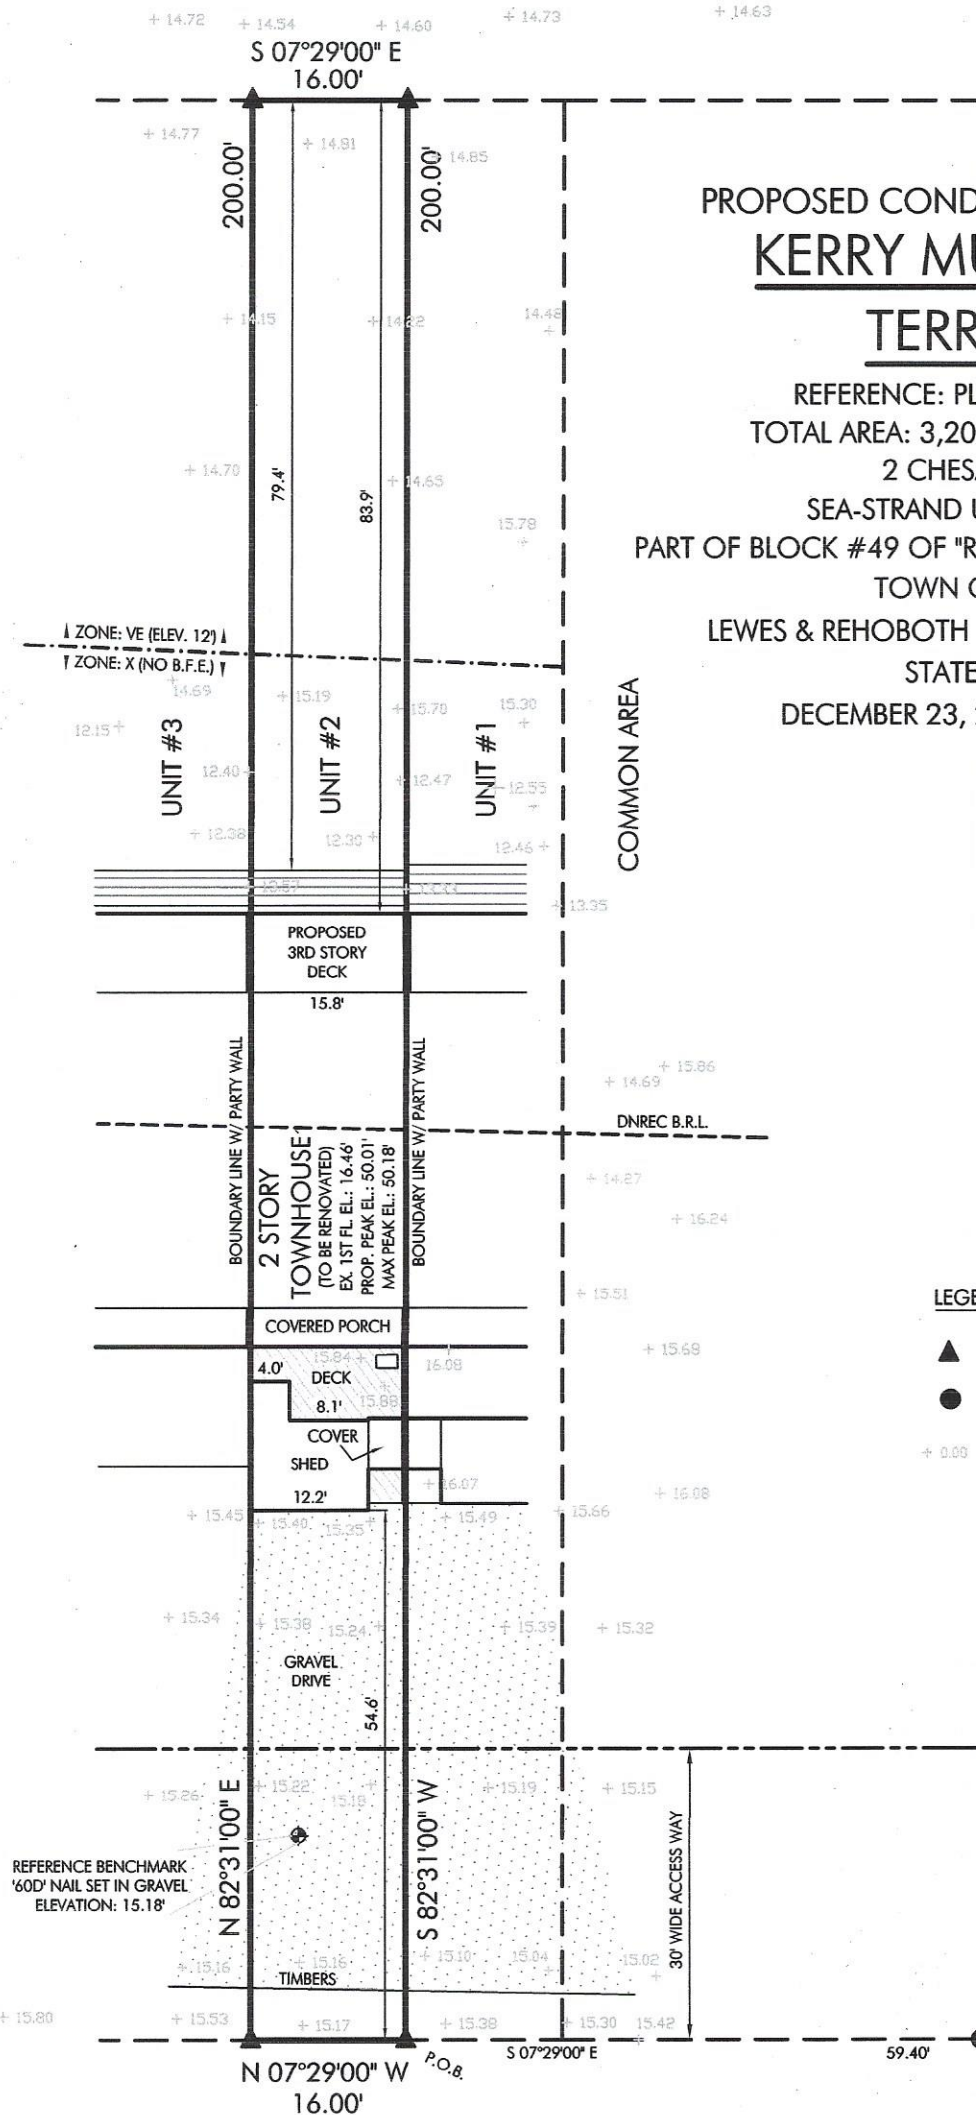 + 14.72
+ 14.54
+ 14.60
+ 14.73
+ 14.63
S 07°29'00" E
16.00'
+ 14.77
+ 14.91
14.85
200.00'
200.00'
PROPOSED COND
KERRY MU
TERR
REFERENCE: PL
TOTAL AREA: 3,20
2 CHES
SEA-STRAND U
PART OF BLOCK #49 OF "R
TOWN
LEWES & REHOBOTH
STATE
DECEMBER 23,
+ 14.15
14.48
+
+ 14.70
79.4'
83.9'
+ 14.65
15.78
+
ZONE: VE (ELEV. 12')
ZONE: X (NO B.F.E.)
14.69
+ 15.19
+ 15.70
15.30
+
12.15 +
UNIT #3
UNIT #2
UNIT #1
COMMON AREA
12.40
+ 12.47
+ 12.55
+ 12.38
12.30 +
12.46 +
+ 13.57
13.33
+ 13.35
PROPOSED
3RD STORY
DECK
15.8'
BOUNDARY LINE W/ PARTY WALL
BOUNDARY LINE W/ PARTY WALL
+ 15.86
+ 14.69
DNREC B.R.L.
2 STORY
TOWNHOUSE
(TO BE RENOVATED)
EX. 1ST FL. EL.: 16.46'
PROP. PEAK EL.: 50.01'
MAX PEAK EL.: 50.18'
+ 14.27
+ 16.24
+ 15.51
LEGE
COVERED PORCH
15.84 +
16.08
+ 15.69
4.0'
DECK
8.1'
15.88
COVER
SHED
+ 0.00
12.2'
+ 16.07
+ 16.08
+ 15.45
+ 15.40
15.35
+ 15.49
+ 15.66
+ 15.34
+ 15.38
15.24 +
+ 15.39
+ 15.32
GRAVEL
DRIVE
54.6'
+ 15.26
+ 15.22
15.18
+ 15.19
+ 15.15
N 82°31'00" E
S 82°31'00" W
30' WIDE ACCESS WAY
REFERENCE BENCHMARK
'60D' NAIL SET IN GRAVEL
ELEVATION: 15.18'
+ 15.16
+ 15.16
+ 15.10
15.04
15.02
TIMBERS
+ 15.80
+ 15.53
+ 15.17
+ 15.38
+ 15.30
15.42
N 07°29'00" W
P.O.B.
S 07°29'00" E
59.40'
16.00'